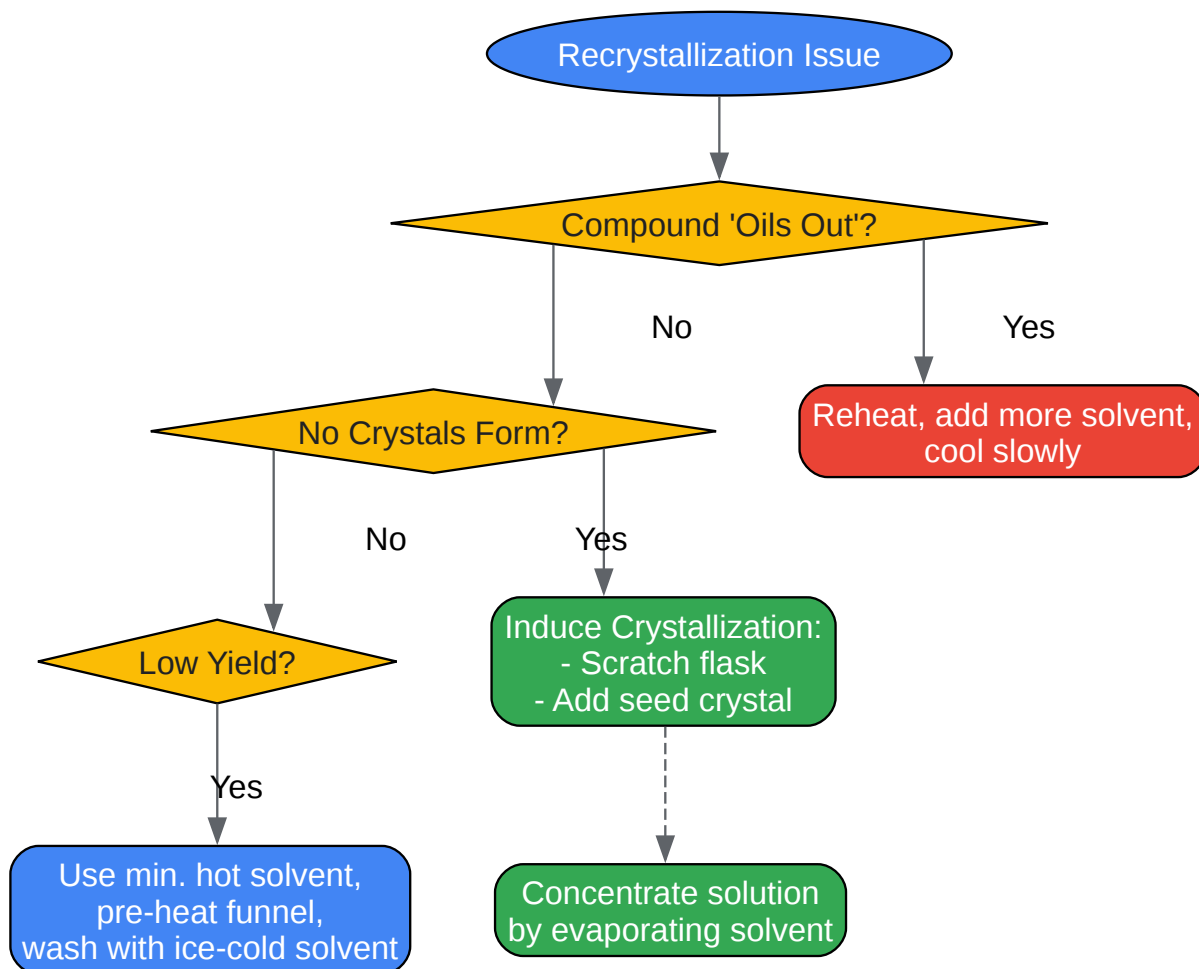 Recrystallization Issue
Compound 'Oils Out'?
No
Yes
No Crystals Form?
Reheat, add more solvent,
cool slowly
No
Yes
Low Yield?
Induce Crystallization:
- Scratch flask
- Add seed crystal
Yes
Use min. hot solvent,
pre-heat funnel,
wash with ice-cold solvent
Concentrate solution
by evaporating solvent